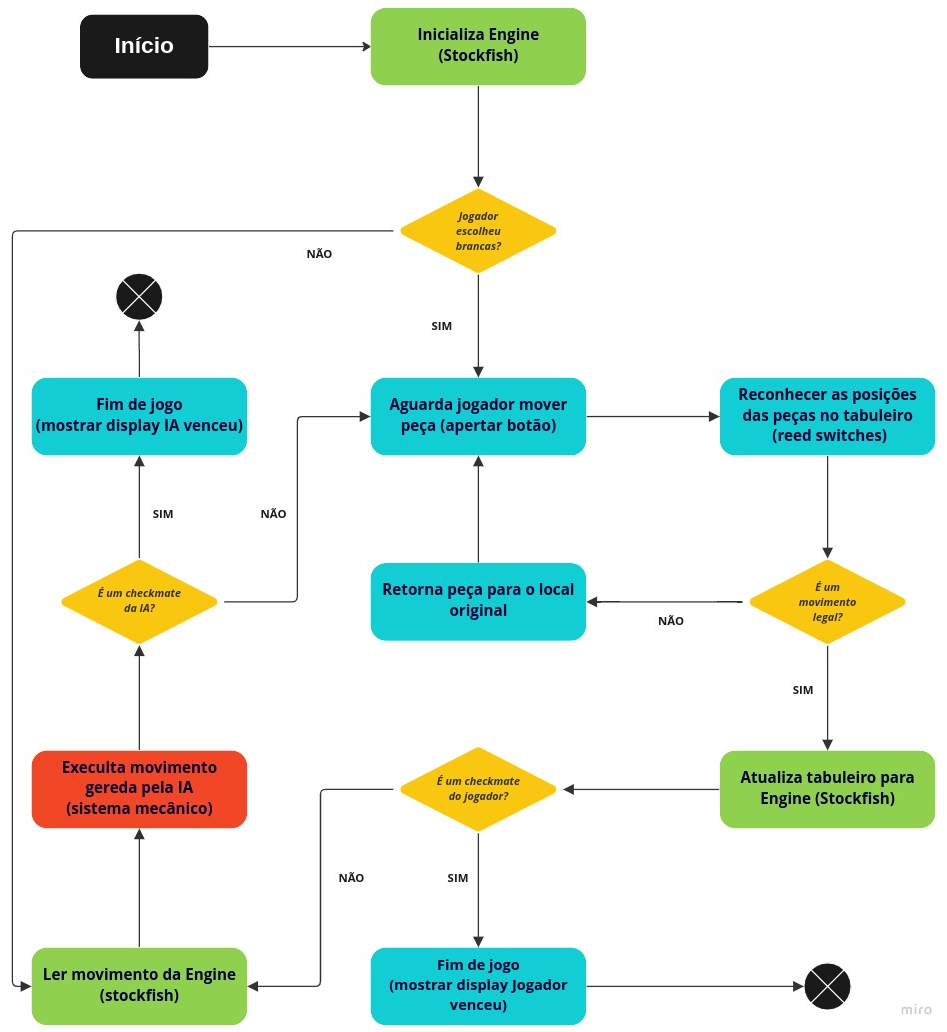 Início
Inicializa Engine
(Stockfish)
Jogador
escolheu
brancas?
NÃO
SIM
Fim de jogo
(mostrar display IA venceu)
Aguarda jogador mover
peça (apertar botão)
Reconhecer as posições
das peças no tabuleiro
(reed switches)
SIM
NÃO
É um checkmate
da IA?
Retorna peça para o local
original
NÃO
É um
movimento
legal?
SIM
Execulta movimento
gereda pela IA
(sistema mecânico)
É um checkmate
do jogador?
Atualiza tabuleiro para
Engine (Stockfish)
NÃO
SIM
Ler movimento da Engine
(stockfish)
Fim de jogo
(mostrar display Jogador
venceu)
miro